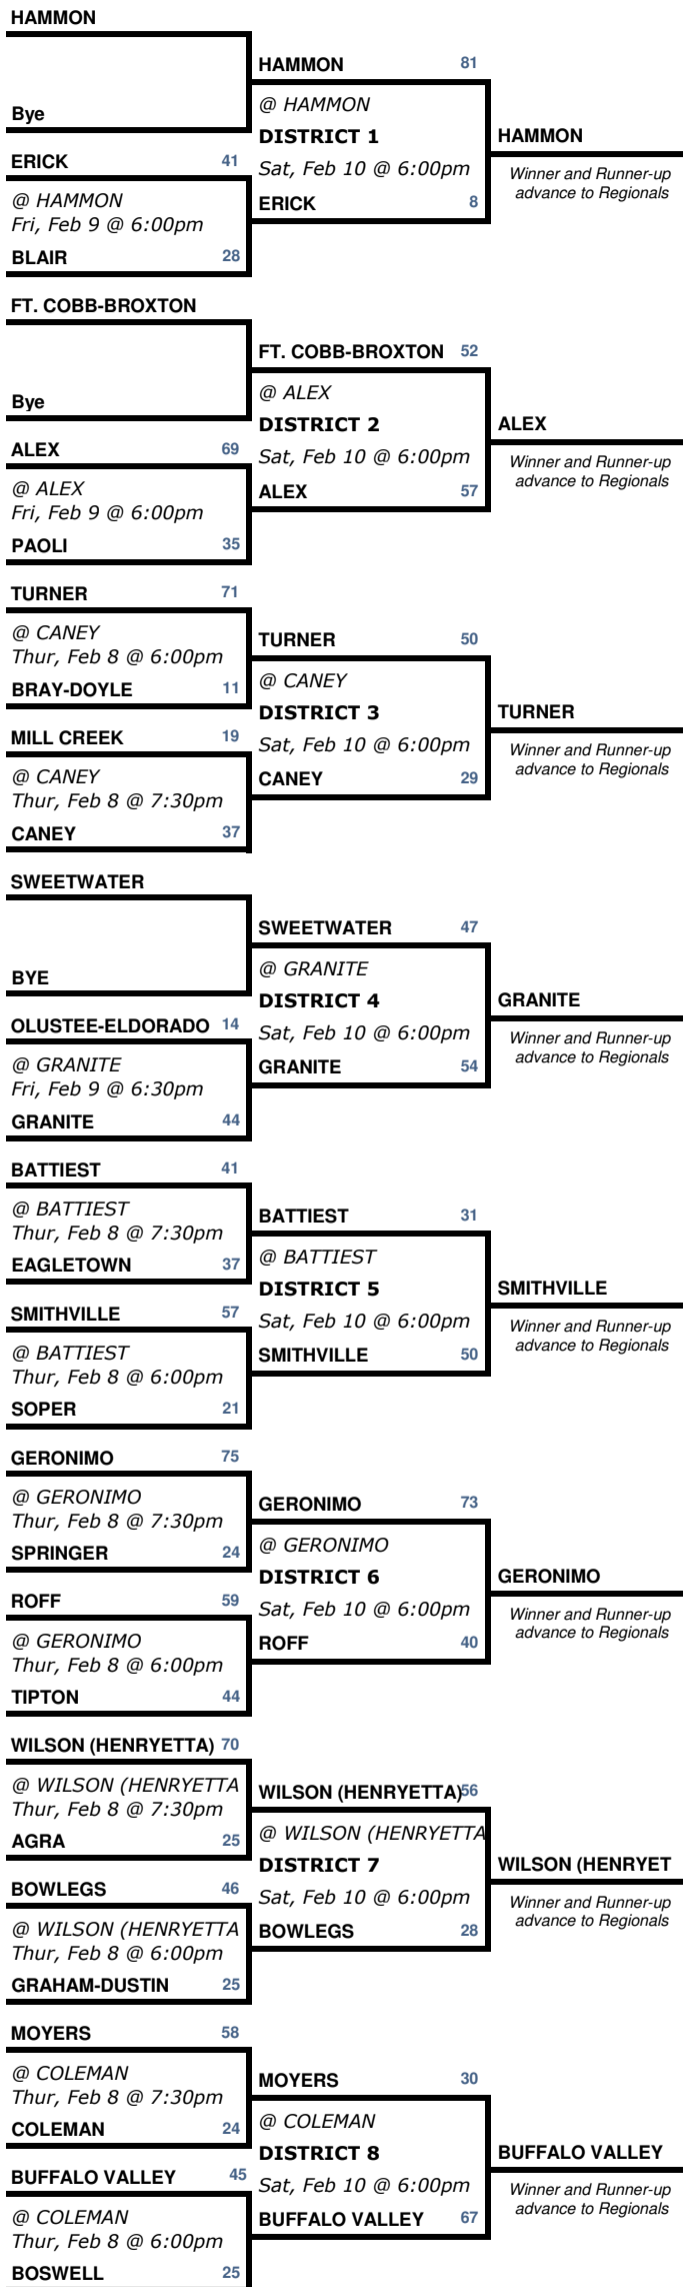 HAMMON
Bye
HAMMON 81
@ HAMMON
DISTRICT 1
Sat, Feb 10 @ 6:00pm
ERICK 8
HAMMON
Winner and Runner-up
advance to Regionals
ERICK 41
@ HAMMON
Fri, Feb 9 @ 6:00pm
BLAIR 28
FT. COBB-BROXTON
Bye
FT. COBB-BROXTON 52
@ ALEX
DISTRICT 2
Sat, Feb 10 @ 6:00pm
ALEX 57
ALEX
Winner and Runner-up
advance to Regionals
ALEX 69
@ ALEX
Fri, Feb 9 @ 6:00pm
PAOLI 35
TURNER 71
@ CANEY
Thur, Feb 8 @ 6:00pm
BRAY-DOYLE 11
TURNER 50
@ CANEY
DISTRICT 3
Sat, Feb 10 @ 6:00pm
CANEY 29
TURNER
Winner and Runner-up
advance to Regionals
MILL CREEK 19
@ CANEY
Thur, Feb 8 @ 7:30pm
CANEY 37
SWEETWATER
BYE
SWEETWATER 47
@ GRANITE
DISTRICT 4
Sat, Feb 10 @ 6:00pm
GRANITE 54
GRANITE
Winner and Runner-up
advance to Regionals
OLUSTEE-ELDORADO 14
@ GRANITE
Fri, Feb 9 @ 6:30pm
GRANITE 44
BATTIEST 41
@ BATTIEST
Thur, Feb 8 @ 7:30pm
EAGLETOWN 37
BATTIEST 31
@ BATTIEST
DISTRICT 5
Sat, Feb 10 @ 6:00pm
SMITHVILLE 50
SMITHVILLE
Winner and Runner-up
advance to Regionals
SMITHVILLE 57
@ BATTIEST
Thur, Feb 8 @ 6:00pm
SOPER 21
GERONIMO 75
@ GERONIMO
Thur, Feb 8 @ 7:30pm
SPRINGER 24
GERONIMO 73
@ GERONIMO
DISTRICT 6
Sat, Feb 10 @ 6:00pm
ROFF 40
GERONIMO
Winner and Runner-up
advance to Regionals
ROFF 59
@ GERONIMO
Thur, Feb 8 @ 6:00pm
TIPTON 44
WILSON (HENRYETTA) 70
@ WILSON (HENRYETTA
Thur, Feb 8 @ 7:30pm
AGRA 25
WILSON (HENRYETTA)56
@ WILSON (HENRYETTA
DISTRICT 7
Sat, Feb 10 @ 6:00pm
BOWLEGS 28
WILSON (HENRYET
Winner and Runner-up
advance to Regionals
BOWLEGS 46
@ WILSON (HENRYETTA
Thur, Feb 8 @ 6:00pm
GRAHAM-DUSTIN 25
MOYERS 58
@ COLEMAN
Thur, Feb 8 @ 7:30pm
COLEMAN 24
MOYERS 30
@ COLEMAN
DISTRICT 8
Sat, Feb 10 @ 6:00pm
BUFFALO VALLEY 67
BUFFALO VALLEY
Winner and Runner-up
advance to Regionals
BUFFALO VALLEY 45
@ COLEMAN
Thur, Feb 8 @ 6:00pm
BOSWELL 25